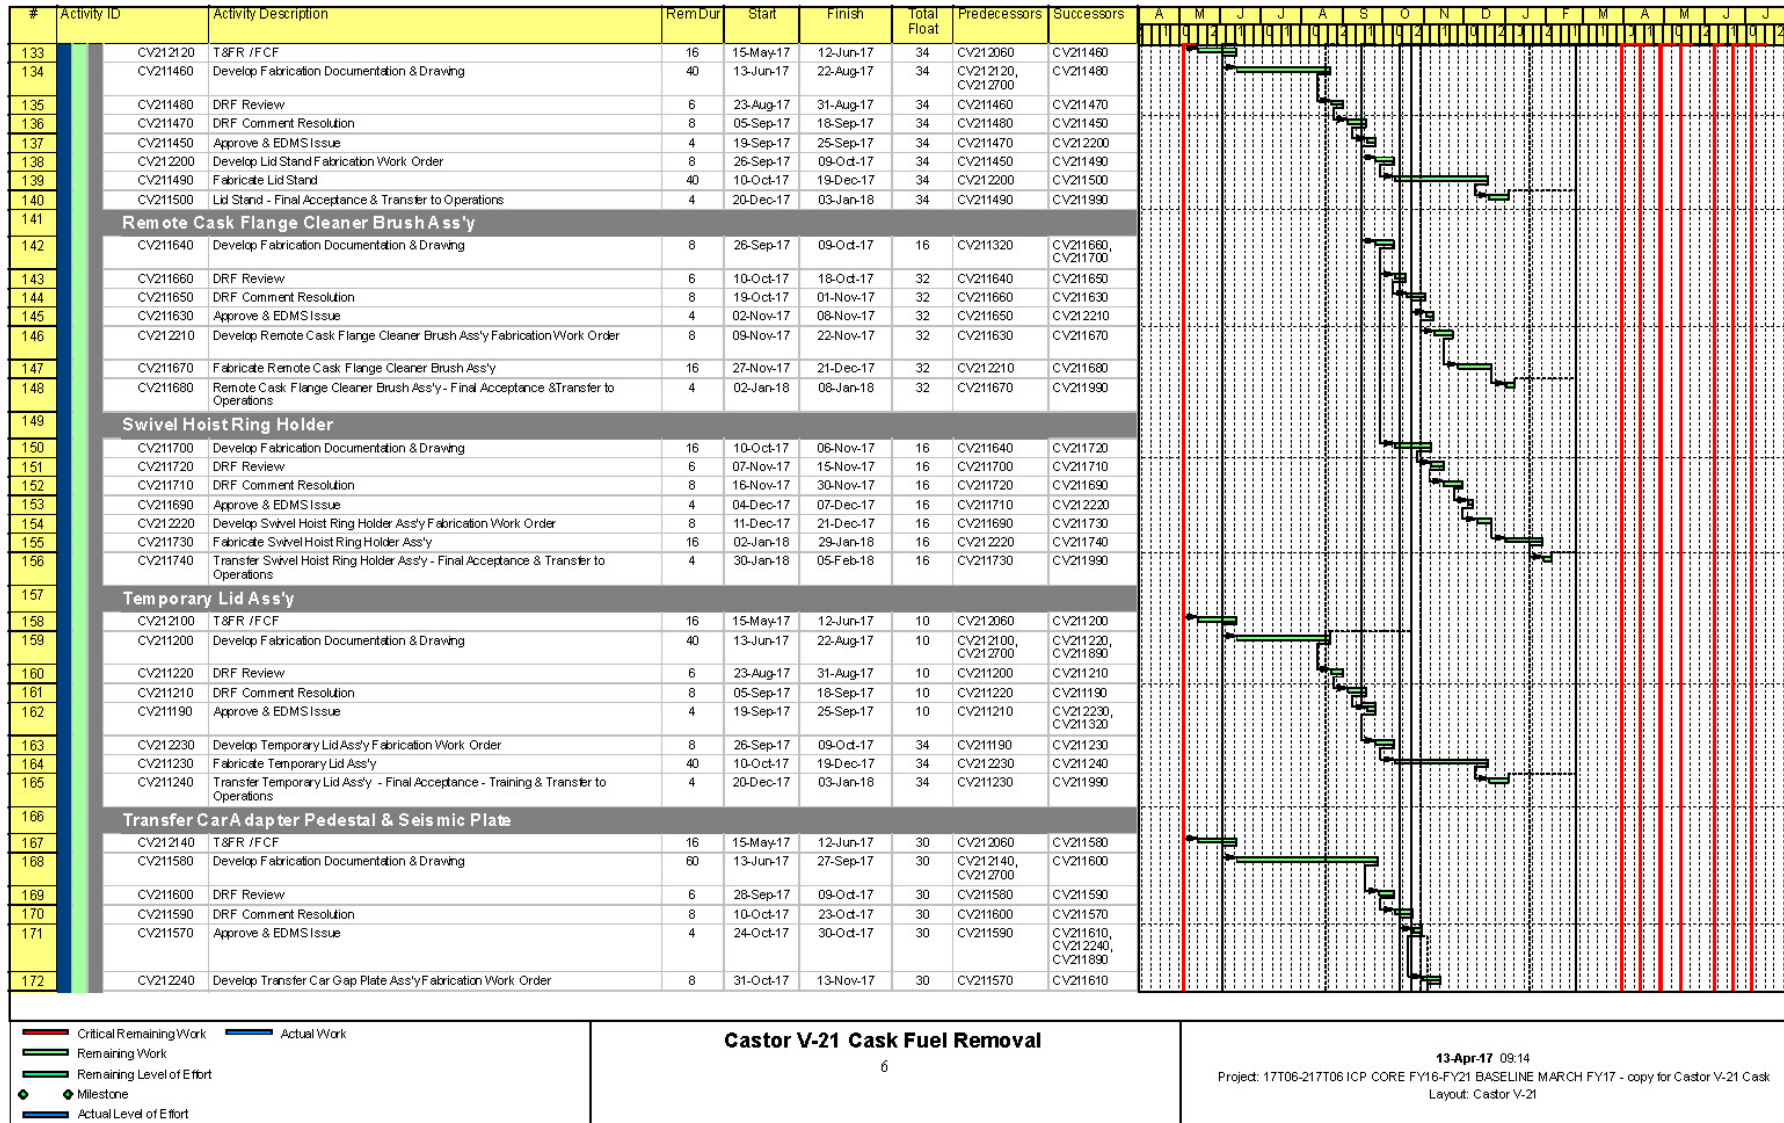 # Activity ID Activity Description Rem Dur Start Finish Total Float Predecessors Successors A M J J A S O N D J F M A M J J
133 CV212120 T&FR /FCF 16 15-May-17 12-Jun-17 34 CV212060 CV211460
134 CV211460 Develop Fabrication Documentation & Drawing 40 13-Jun-17 22-Aug-17 34 CV212120, CV211480
CV212700
135 CV211480 DRF Review 6 23-Aug-17 31-Aug-17 34 CV211460 CV211470
136 CV211470 DRF Comment Resolution 8 05-Sep-17 18-Sep-17 34 CV211480 CV211450
137 CV211450 Approve & EDMS Issue 4 19-Sep-17 25-Sep-17 34 CV211470 CV212200
138 CV212200 Develop Lid Stand Fabrication Work Order 8 26-Sep-17 09-Oct-17 34 CV211450 CV211490
139 CV211490 Fabricate Lid Stand 40 10-Oct-17 19-Dec-17 34 CV212200 CV211500
140 CV211500 Lid Stand - Final Acceptance & Transfer to Operations 4 20-Dec-17 03-Jan-18 34 CV211490 CV211990
141 Remote Cask Flange Cleaner Brush Ass'y
142 CV211640 Develop Fabrication Documentation & Drawing 8 26-Sep-17 09-Oct-17 16 CV211320 CV211660,
CV211700
143 CV211660 DRF Review 6 10-Oct-17 18-Oct-17 32 CV211640 CV211650
144 CV211650 DRF Comment Resolution 8 19-Oct-17 01-Nov-17 32 CV211660 CV211630
145 CV211630 Approve & EDMS Issue 4 02-Nov-17 08-Nov-17 32 CV211650 CV212210
146 CV212210 Develop Remote Cask Flange Cleaner Brush Ass'y Fabrication Work Order 8 09-Nov-17 22-Nov-17 32 CV211630 CV211670
147 CV211670 Fabricate Remote Cask Flange Cleaner Brush Ass'y 16 27-Nov-17 21-Dec-17 32 CV212210 CV211680
148 CV211680 Remote Cask Flange Cleaner Brush Ass'y - Final Acceptance &Transfer to 4 02-Jan-18 08-Jan-18 32 CV211670 CV211990
Operations
149 Swivel Hoist Ring Holder
150 CV211700 Develop Fabrication Documentation & Drawing 16 10-Oct-17 06-Nov-17 16 CV211640 CV211720
151 CV211720 DRF Review 6 07-Nov-17 15-Nov-17 16 CV211700 CV211710
152 CV211710 DRF Comment Resolution 8 16-Nov-17 30-Nov-17 16 CV211720 CV211690
153 CV211690 Approve & EDMS Issue 4 04-Dec-17 07-Dec-17 16 CV211710 CV212220
154 CV212220 Develop Swivel Hoist Ring Holder Ass'y Fabrication Work Order 8 11-Dec-17 21-Dec-17 16 CV211690 CV211730
155 CV211730 Fabricate Swivel Hoist Ring Holder Ass'y 16 02-Jan-18 29-Jan-18 16 CV212220 CV211740
156 CV211740 Transfer Swivel Hoist Ring Holder Ass'y - Final Acceptance & Transfer to 4 30-Jan-18 05-Feb-18 16 CV211730 CV211990
Operations
157 Temporary Lid Ass'y
158 CV212100 T&FR /FCF 16 15-May-17 12-Jun-17 10 CV212060 CV211200
159 CV211200 Develop Fabrication Documentation & Drawing 40 13-Jun-17 22-Aug-17 10 CV212100, CV211220,
CV212700 CV211890
160 CV211220 DRF Review 6 23-Aug-17 31-Aug-17 10 CV211200 CV211210
161 CV211210 DRF Comment Resolution 8 05-Sep-17 18-Sep-17 10 CV211220 CV211190
162 CV211190 Approve & EDMS Issue 4 19-Sep-17 25-Sep-17 10 CV211210 CV212230,
CV211320
163 CV212230 Develop Temporary Lid Ass'y Fabrication Work Order 8 26-Sep-17 09-Oct-17 34 CV211190 CV211230
164 CV211230 Fabricate Temporary Lid Ass'y 40 10-Oct-17 19-Dec-17 34 CV212230 CV211240
165 CV211240 Transfer Temporary Lid Ass'y - Final Acceptance - Training & Transfer to 4 20-Dec-17 03-Jan-18 34 CV211230 CV211990
Operations
166 Transfer Car Adapter Pedestal & Seismic Plate
167 CV212140 T&FR /FCF 16 15-May-17 12-Jun-17 30 CV212060 CV211580
168 CV211580 Develop Fabrication Documentation & Drawing 60 13-Jun-17 27-Sep-17 30 CV212140, CV211600
CV212700
169 CV211600 DRF Review 6 28-Sep-17 09-Oct-17 30 CV211580 CV211590
170 CV211590 DRF Comment Resolution 8 10-Oct-17 23-Oct-17 30 CV211600 CV211570
171 CV211570 Approve & EDMS Issue 4 24-Oct-17 30-Oct-17 30 CV211590 CV211610,
CV212240,
CV211890
172 CV212240 Develop Transfer Car Gap Plate Ass'y Fabrication Work Order 8 31-Oct-17 13-Nov-17 30 CV211570 CV211610
Critical Remaining Work Actual Work
Remaining Work
Remaining Level of Effort
Milestone
Actual Level of Effort
Castor V-21 Cask Fuel Removal
6
13-Apr-17 09:14
Project: 17T06-217T06 ICP CORE FY16-FY21 BASELINE MARCH FY17 - copy for Castor V-21 Cask
Layout: Castor V-21